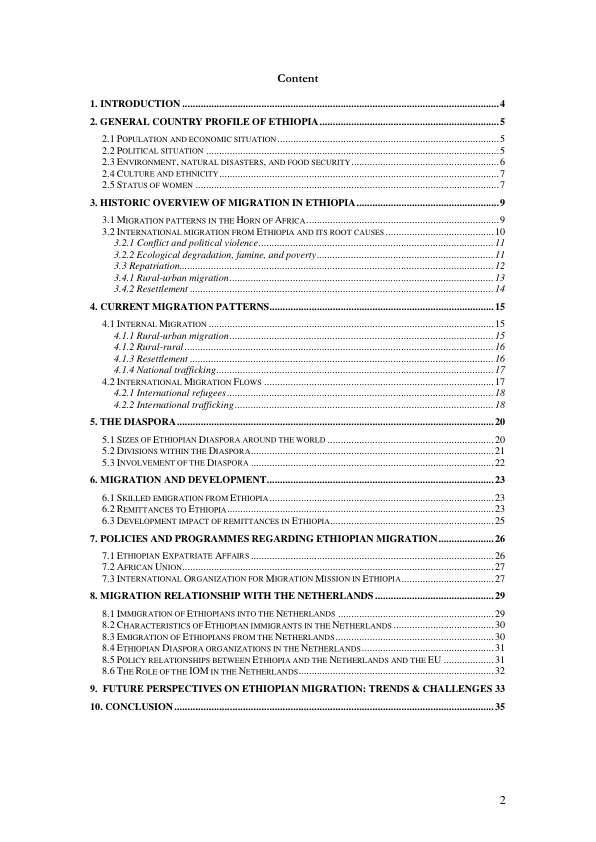 Content
1. INTRODUCTION ........ 4
2. GENERAL COUNTRY PROFILE OF ETHIOPIA ........ 5
2.1 POPULATION AND ECONOMIC SITUATION ........ 5
2.2 POLITICAL SITUATION ........ 5
2.3 ENVIRONMENT, NATURAL DISASTERS, AND FOOD SECURITY ........ 6
2.4 CULTURE AND ETHNICITY ........ 7
2.5 STATUS OF WOMEN ........ 7
3. HISTORIC OVERVIEW OF MIGRATION IN ETHIOPIA ........ 9
3.1 MIGRATION PATTERNS IN THE HORN OF AFRICA ........ 9
3.2 INTERNATIONAL MIGRATION FROM ETHIOPIA AND ITS ROOT CAUSES ........ 10
3.2.1 Conflict and political violence ........ 11
3.2.2 Ecological degradation, famine, and poverty ........ 11
3.3 Repatriation ........ 12
3.4.1 Rural-urban migration ........ 13
3.4.2 Resettlement ........ 14
4. CURRENT MIGRATION PATTERNS ........ 15
4.1 INTERNAL MIGRATION ........ 15
4.1.1 Rural-urban migration ........ 15
4.1.2 Rural-rural ........ 16
4.1.3 Resettlement ........ 16
4.1.4 National trafficking ........ 17
4.2 INTERNATIONAL MIGRATION FLOWS ........ 17
4.2.1 International refugees ........ 18
4.2.2 International trafficking ........ 18
5. THE DIASPORA ........ 20
5.1 SIZES OF ETHIOPIAN DIASPORA AROUND THE WORLD ........ 20
5.2 DIVISIONS WITHIN THE DIASPORA ........ 21
5.3 INVOLVEMENT OF THE DIASPORA ........ 22
6. MIGRATION AND DEVELOPMENT ........ 23
6.1 SKILLED EMIGRATION FROM ETHIOPIA ........ 23
6.2 REMITTANCES TO ETHIOPIA ........ 23
6.3 DEVELOPMENT IMPACT OF REMITTANCES IN ETHIOPIA ........ 25
7. POLICIES AND PROGRAMMES REGARDING ETHIOPIAN MIGRATION ........ 26
7.1 ETHIOPIAN EXPATRIATE AFFAIRS ........ 26
7.2 AFRICAN UNION ........ 27
7.3 INTERNATIONAL ORGANIZATION FOR MIGRATION MISSION IN ETHIOPIA ........ 27
8. MIGRATION RELATIONSHIP WITH THE NETHERLANDS ........ 29
8.1 IMMIGRATION OF ETHIOPIANS INTO THE NETHERLANDS ........ 29
8.2 CHARACTERISTICS OF ETHIOPIAN IMMIGRANTS IN THE NETHERLANDS ........ 30
8.3 EMIGRATION OF ETHIOPIANS FROM THE NETHERLANDS ........ 30
8.4 ETHIOPIAN DIASPORA ORGANIZATIONS IN THE NETHERLANDS ........ 31
8.5 POLICY RELATIONSHIPS BETWEEN ETHIOPIA AND THE NETHERLANDS AND THE EU ........ 31
8.6 THE ROLE OF THE IOM IN THE NETHERLANDS ........ 32
9. FUTURE PERSPECTIVES ON ETHIOPIAN MIGRATION: TRENDS & CHALLENGES 33
10. CONCLUSION ........ 35
2